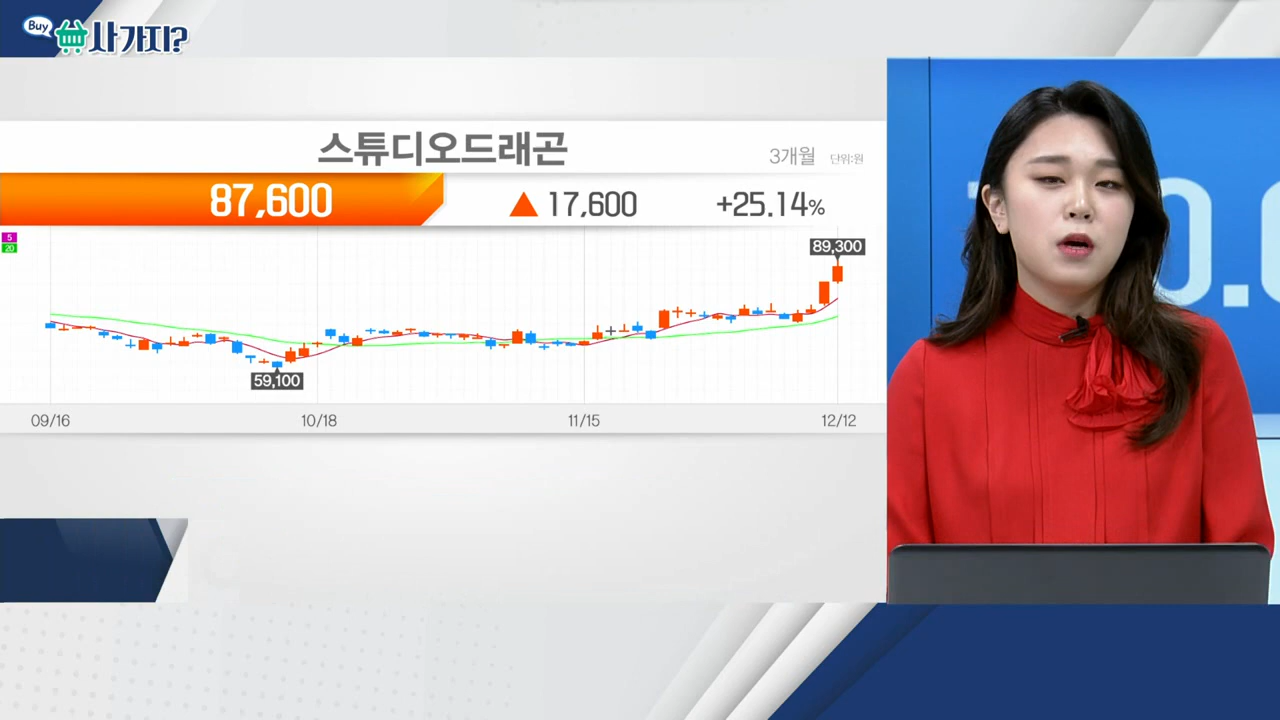 Buy
사가지?
스튜디오드래곤
3개월 단위:원
87,600 ▲ 17,600 +25.14%
5
20
89,300
59,100
09/16 10/18 11/15 12/12